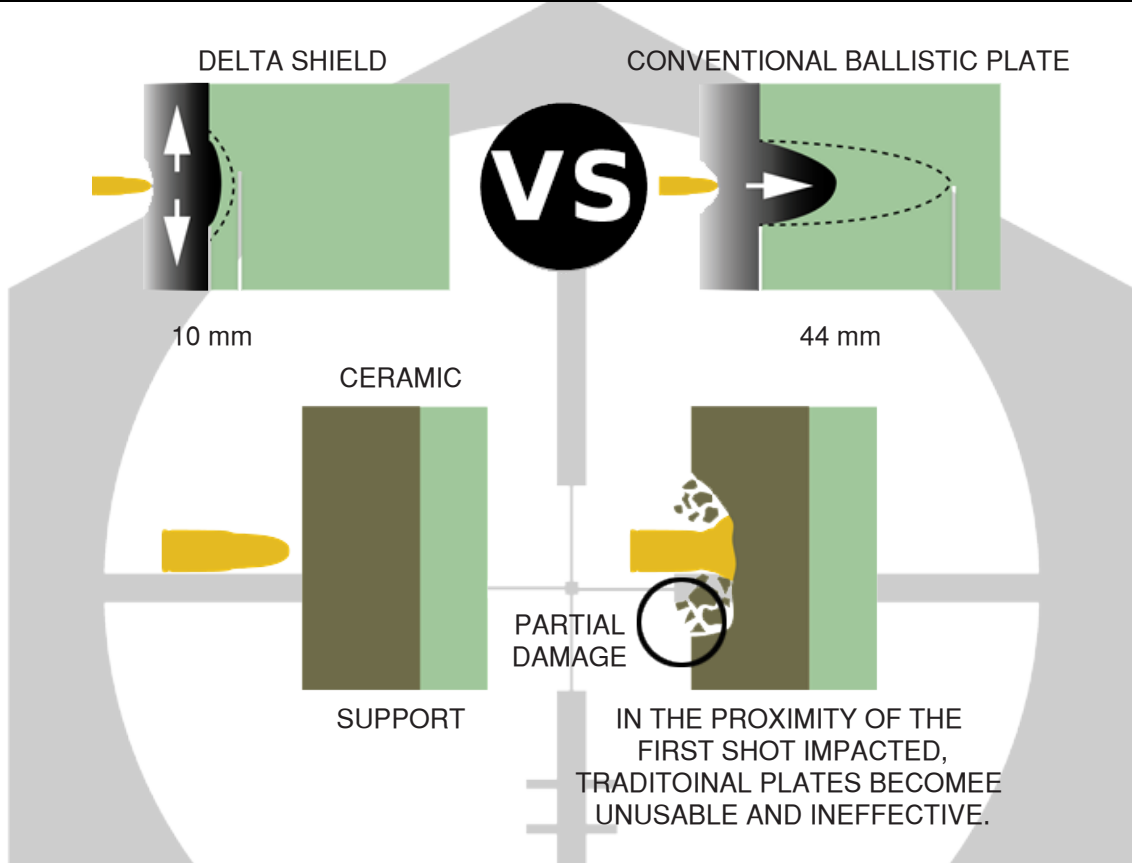 DELTA SHIELD
CONVENTIONAL BALLISTIC PLATE
VS
10 mm
44 mm
CERAMIC
PARTIAL
DAMAGE
SUPPORT
IN THE PROXIMITY OF THE
FIRST SHOT IMPACTED,
TRADITOINAL PLATES BECOMEE
UNUSABLE AND INEFFECTIVE.